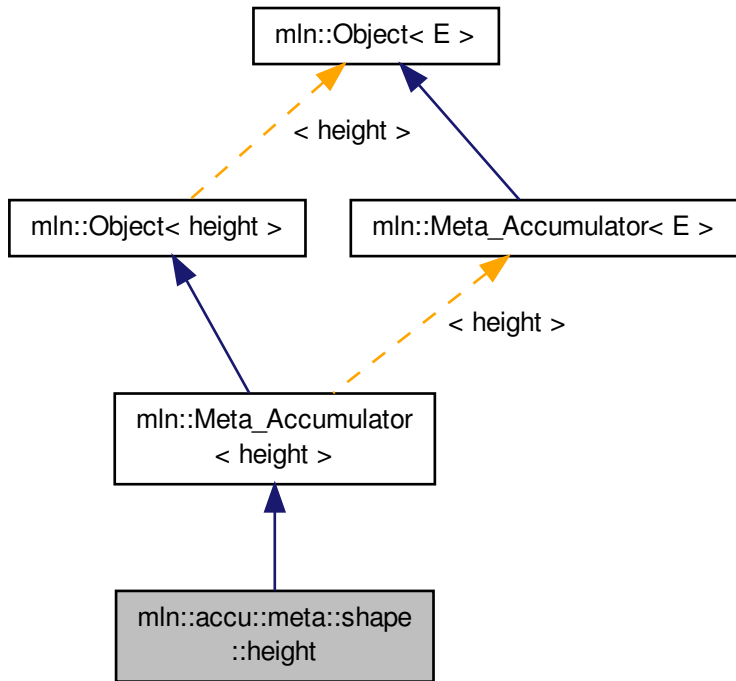 mln::Object< E >
< height >
mln::Object< height >
mln::Meta_Accumulator< E >
< height >
mln::Meta_Accumulator
< height >
mln::accu::meta::shape
::height